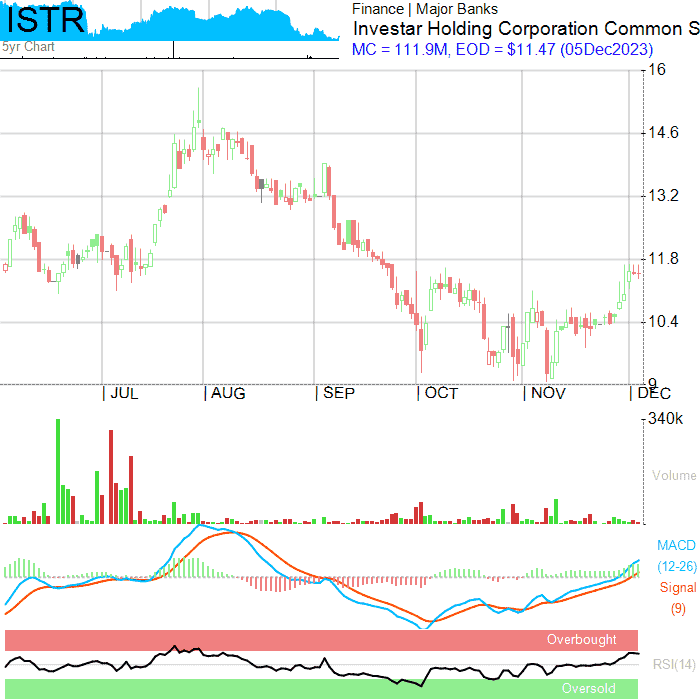 ISTR
5yr Chart
Finance | Major Banks
Investar Holding Corporation Common S
MC = 111.9M, EOD = $11.47 (05Dec2023)
16
14.6
13.2
11.8
10.4
9
| JUL | AUG | SEP | OCT | NOV | DEC
340k
Volume
MACD
(12-26)
Signal
(9)
Overbought
RSI(14)
Oversold